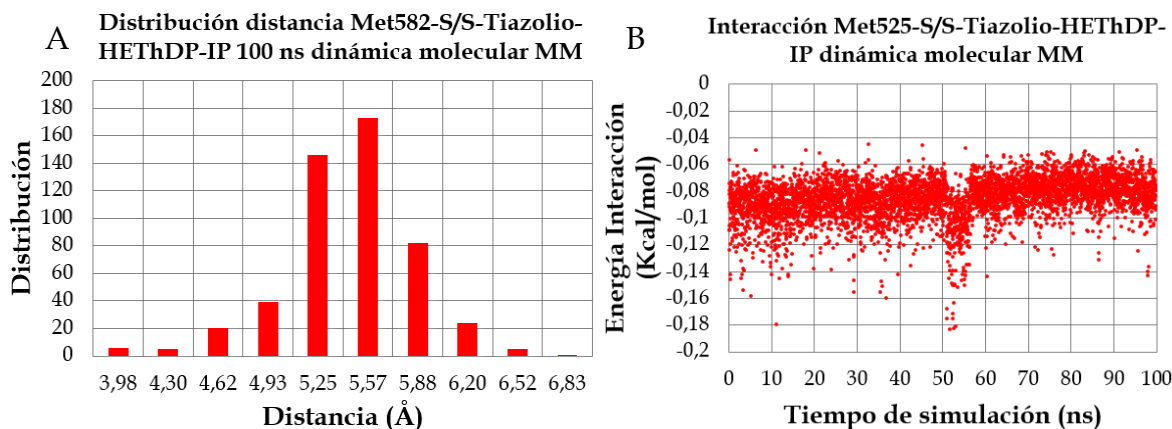 A
Distribución distancia Met582-S/S-Tiazolio-
HEThDP-IP 100 ns dinámica molecular MM
Distribución
200
180
160
140
120
100
80
60
40
20
0
3,98 4,30 4,62 4,93 5,25 5,57 5,88 6,20 6,52 6,83
Distancia (Å)
B
Interacción Met525-S/S-Tiazolio-HEThDP-
IP dinámica molecular MM
Energía Interacción
(Kcal/mol)
0
-0,02
-0,04
-0,06
-0,08
-0,1
-0,12
-0,14
-0,16
-0,18
-0,2
0 10 20 30 40 50 60 70 80 90 100
Tiempo de simulación (ns)